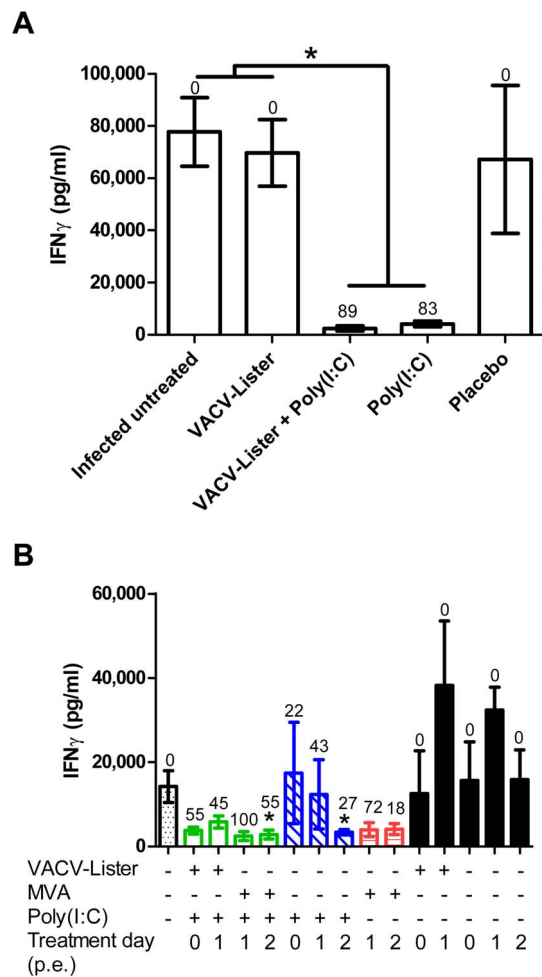 A
*
100,000
80,000
60,000
40,000
20,000
0
IFNγ (pg/ml)
0
0
89
83
0
Infected untreated
VACV-Lister
VACV-Lister + Poly(I:C)
Poly(I:C)
Placebo
B
60,000
40,000
20,000
0
IFNγ (pg/ml)
0
55
45
100
55
*
22
43
27
*
72
18
0
0
0
0
0
VACV-Lister - + + - - - - - - - + + - - -
MVA - - - + + - - - + + - - - - -
Poly(I:C) - + + + + + + + - - - - - - -
Treatment day - 0 1 1 2 0 1 2 1 2 0 1 0 1 2
(p.e.)